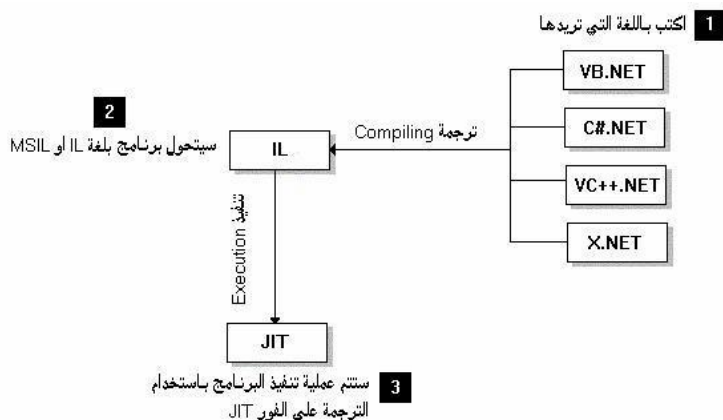 1 اكتب باللغة التي تريدها
VB.NET
C#.NET
VC++.NET
X.NET
ترجمة Compiling
2
سيتحول برنامج بلغة IL او MSIL
IL
تنفيذ Execution
JIT
3 ستتم عملية تنفيذ البرنامج باستخدام
الترجمة على الفور JIT